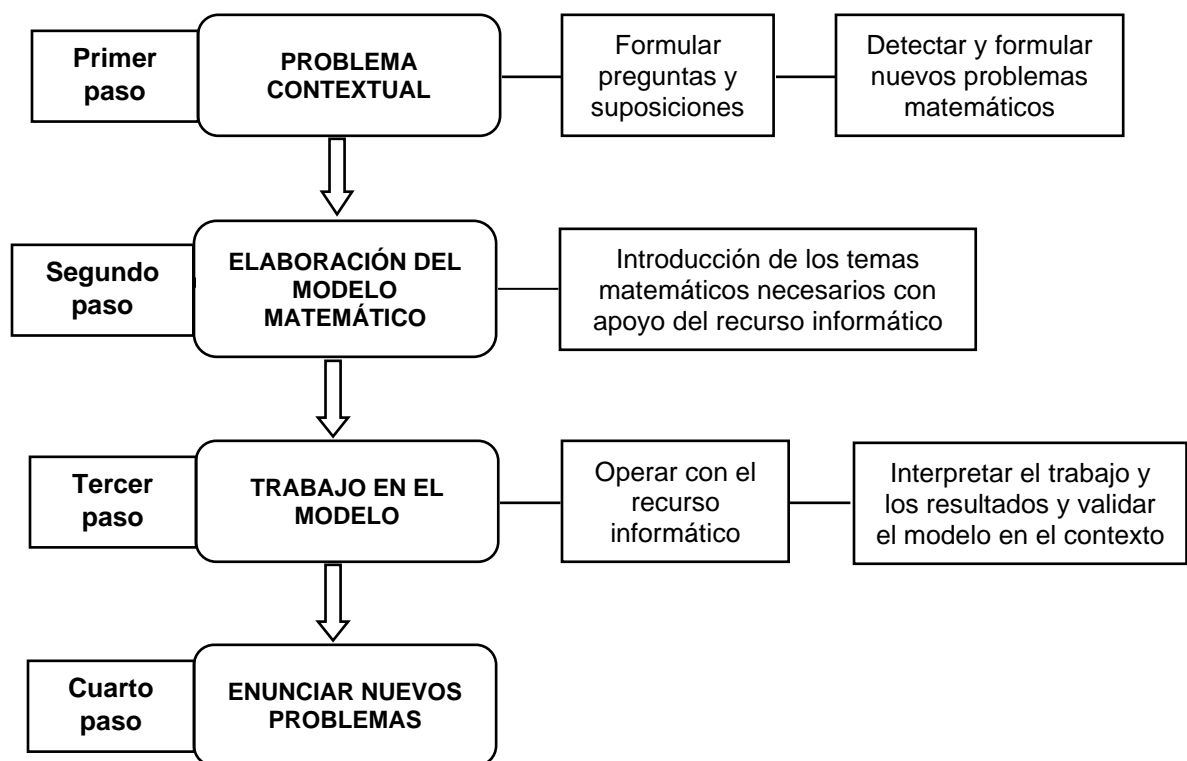 Primer
paso
PROBLEMA
CONTEXTUAL
Formular
preguntas y
suposiciones
Detectar y formular
nuevos problemas
matemáticos
Segundo
paso
ELABORACIÓN DEL
MODELO
MATEMÁTICO
Introducción de los temas
matemáticos necesarios con
apoyo del recurso informático
Tercer
paso
TRABAJO EN EL
MODELO
Operar con el
recurso
informático
Interpretar el trabajo y
los resultados y validar
el modelo en el contexto
Cuarto
paso
ENUNCIAR NUEVOS
PROBLEMAS